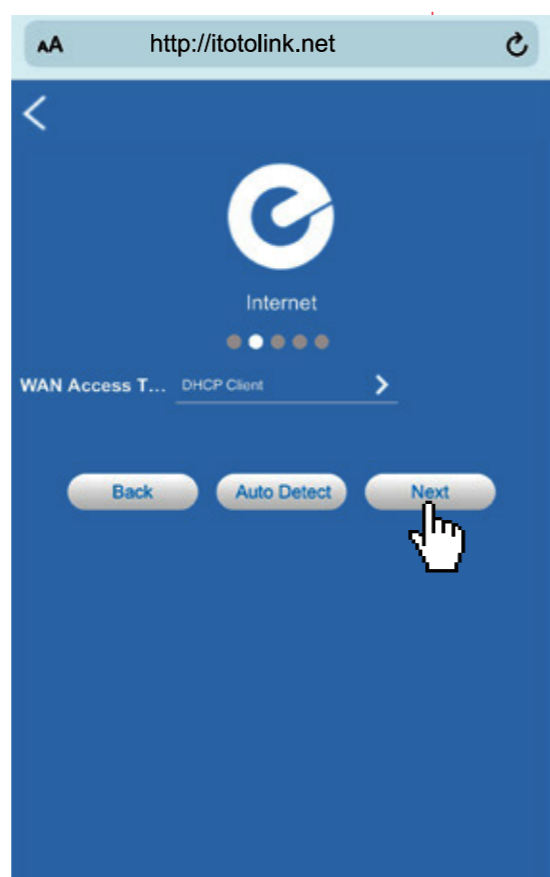 AA http://itotolink.net
Internet
WAN Access T... DHCP Client
Back Auto Detect Next